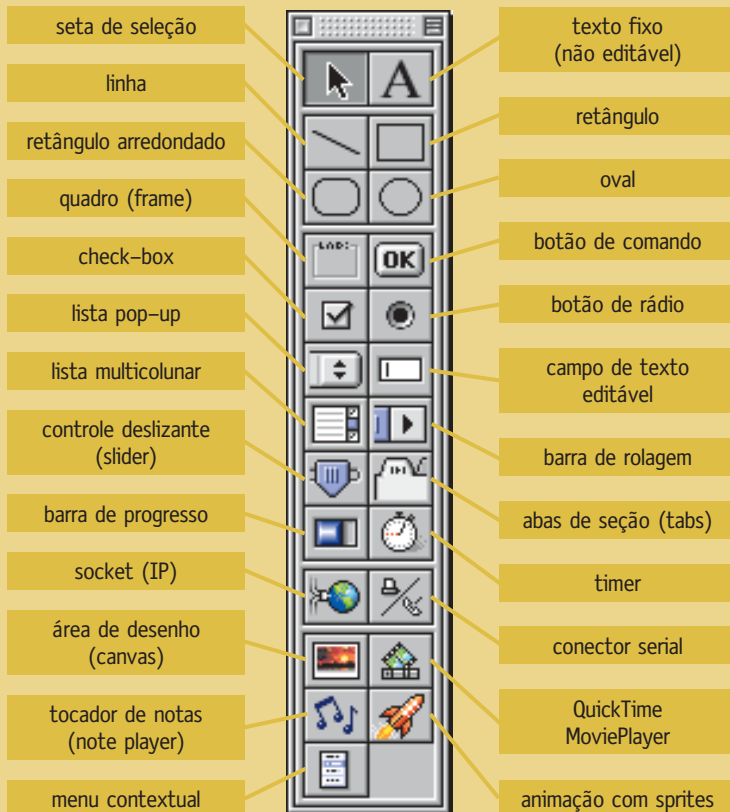 seta de seleção
linha
retângulo arredondado
quadro (frame)
check-box
lista pop-up
lista multicolunar
controle deslizante
(slider)
barra de progresso
socket (IP)
área de desenho
(canvas)
tocador de notas
(note player)
menu contextual
A
OK
texto fixo
(não editável)
retângulo
oval
botão de comando
botão de rádio
campo de texto
editável
barra de rolagem
abas de seção (tabs)
timer
conector serial
QuickTime
MoviePlayer
animação com sprites